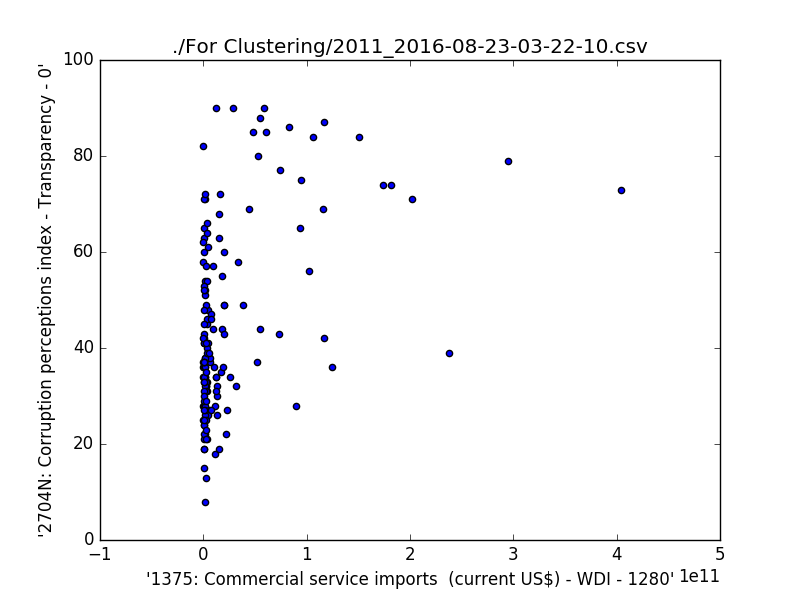 ./For Clustering/2011_2016-08-23-03-22-10.csv
100
80
60
40
20
0
'2704N: Corruption perceptions index - Transparency - 0'
−1 0 1 2 3 4 5
1e11
'1375: Commercial service imports  (current US$) - WDI - 1280'